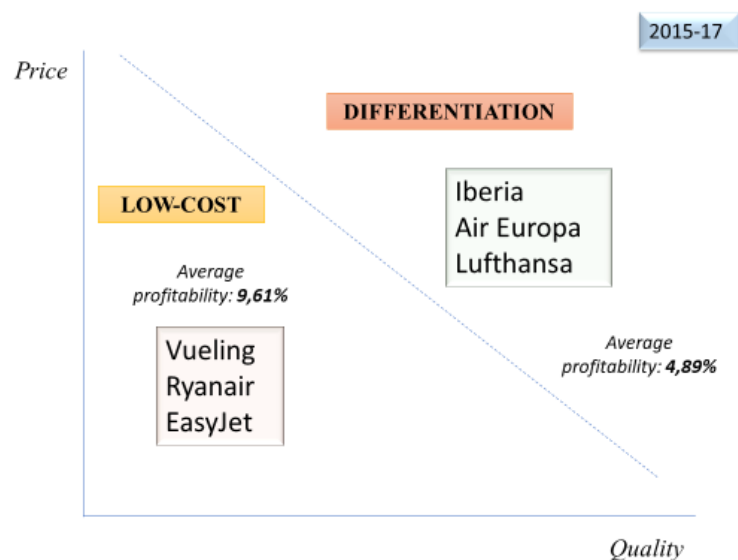 2015-17
Price
DIFFERENTIATION
LOW-COST
Iberia
Air Europa
Lufthansa
Average
profitability: 9,61%
Vueling
Ryanair
EasyJet
Average
profitability: 4,89%
Quality